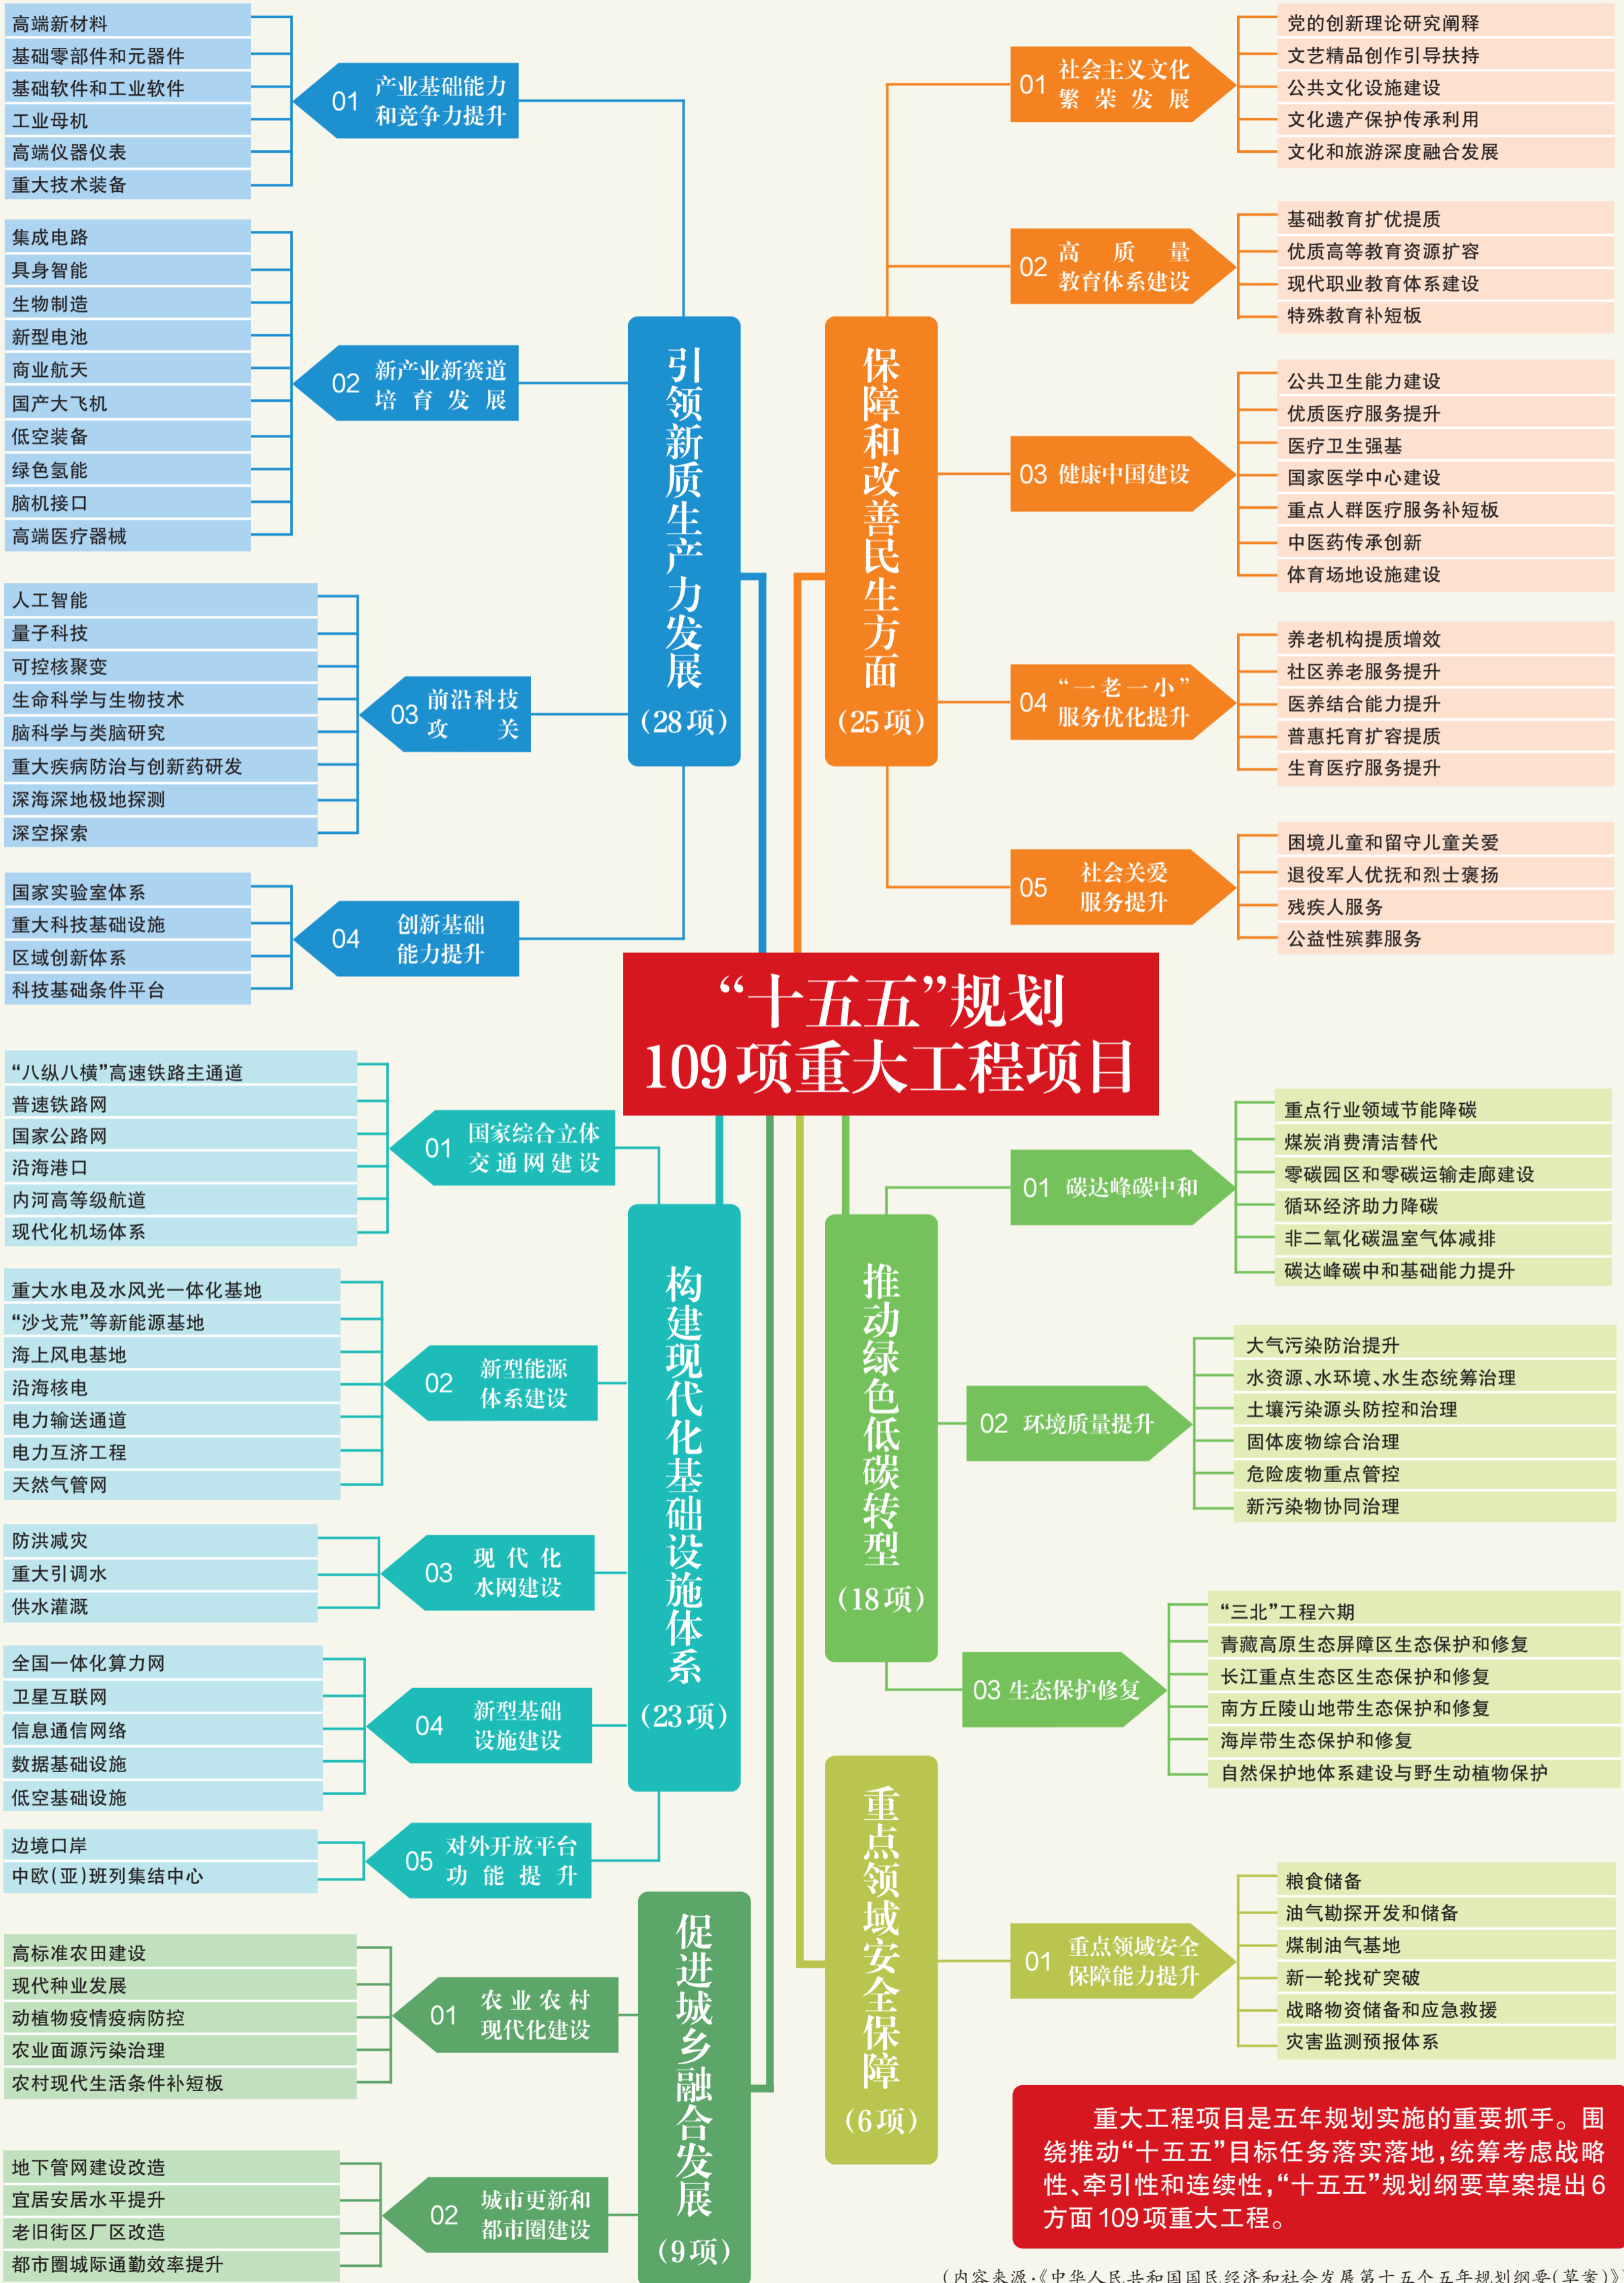 “十五五”规划
109项重大工程项目
引领新质生产力发展
(28项)
01 产业基础能力
和竞争力提升
高端新材料
基础零部件和元器件
基础软件和工业软件
工业母机
高端仪器仪表
重大技术装备
02 新产业新赛道
培育发展
集成电路
具身智能
生物制造
新型电池
商业航天
国产大飞机
低空装备
绿色氢能
脑机接口
高端医疗器械
03 前沿科技
攻关
人工智能
量子科技
可控核聚变
生命科学与生物技术
脑科学与类脑研究
重大疾病防治与创新药研发
深海深地极地探测
深空探索
04 创新基础
能力提升
国家实验室体系
重大科技基础设施
区域创新体系
科技基础条件平台
保障和改善民生方面
(25项)
01 社会主义文化
繁荣发展
党的创新理论研究阐释
文艺精品创作引导扶持
公共文化设施建设
文化遗产保护传承利用
文化和旅游深度融合发展
02 高质量
教育体系建设
基础教育扩优提质
优质高等教育资源扩容
现代职业教育体系建设
特殊教育补短板
03 健康中国建设
公共卫生能力建设
优质医疗服务提升
医疗卫生强基
国家医学中心建设
重点人群医疗服务补短板
中医药传承创新
体育场地设施建设
04 “一老一小”
服务优化提升
养老机构提质增效
社区养老服务提升
医养结合能力提升
普惠托育扩容提质
生育医疗服务提升
05 社会关爱
服务提升
困境儿童和留守儿童关爱
退役军人优抚和烈士褒扬
残疾人服务
公益性殡葬服务
构建现代化基础设施体系
(23项)
01 国家综合立体
交通网建设
“八纵八横”高速铁路主通道
普速铁路网
国家公路网
沿海港口
内河高等级航道
现代化机场体系
02 新型能源
体系建设
重大水电及水风光一体化基地
“沙戈荒”等新能源基地
海上风电基地
沿海核电
电力输送通道
电力互济工程
天然气管网
03 现代化
水网建设
防洪减灾
重大引调水
供水灌溉
04 新型基础
设施建设
全国一体化算力网
卫星互联网
信息通信网络
数据基础设施
低空基础设施
05 对外开放平台
功能提升
边境口岸
中欧(亚)班列集结中心
促进城乡融合发展
(9项)
01 农业农村
现代化建设
高标准农田建设
现代种业发展
动植物疫情疫病防控
农业面源污染治理
农村现代生活条件补短板
02 城市更新和
都市圈建设
地下管网建设改造
宜居安居水平提升
老旧街区厂区改造
都市圈城际通勤效率提升
推动绿色低碳转型
(18项)
01 碳达峰碳中和
重点行业领域节能降碳
煤炭消费清洁替代
零碳园区和零碳运输走廊建设
循环经济助力降碳
非二氧化碳温室气体减排
碳达峰碳中和基础能力提升
02 环境质量提升
大气污染防治提升
水资源、水环境、水生态统筹治理
土壤污染源头防控和治理
固体废物综合治理
危险废物重点管控
新污染物协同治理
03 生态保护修复
“三北”工程六期
青藏高原生态屏障区生态保护和修复
长江重点生态区生态保护和修复
南方丘陵山地带生态保护和修复
海岸带生态保护和修复
自然保护地体系建设与野生动植物保护
重点领域安全保障
(6项)
01 重点领域安全
保障能力提升
粮食储备
油气勘探开发和储备
煤制油气基地
新一轮找矿突破
战略物资储备和应急救援
灾害监测预报体系
重大工程项目是五年规划实施的重要抓手。围
绕推动“十五五”目标任务落实落地,统筹考虑战略
性、牵引性和连续性,“十五五”规划纲要草案提出6
方面109项重大工程。
(内容来源:《中华人民共和国国民经济和社会发展第十五个五年规划纲要(草案)》